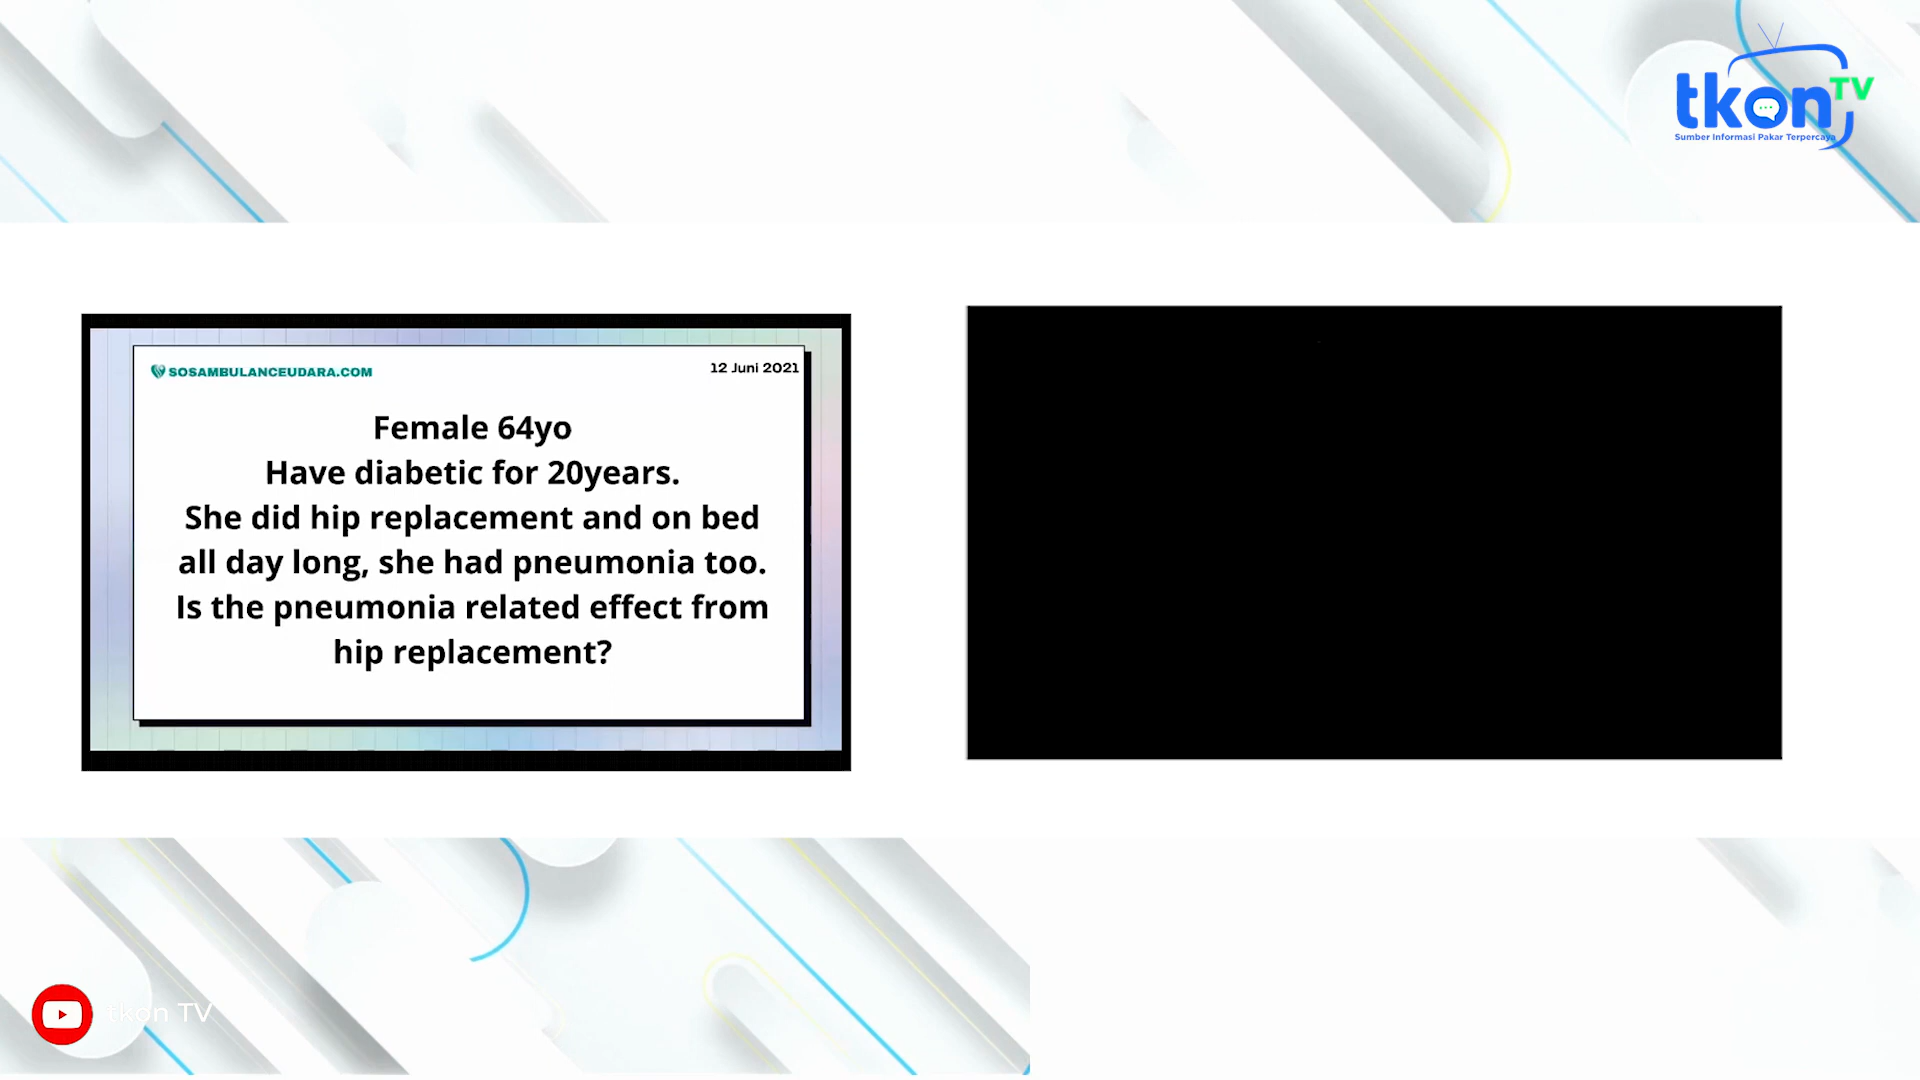 tkon TV
Sumber Informasi Pakar Terpercaya
SOSAMBULANCEUDARA.COM
12 Juni 2021
Female 64yo
Have diabetic for 20years.
She did hip replacement and on bed
all day long, she had pneumonia too.
Is the pneumonia related effect from
hip replacement?
tkon TV